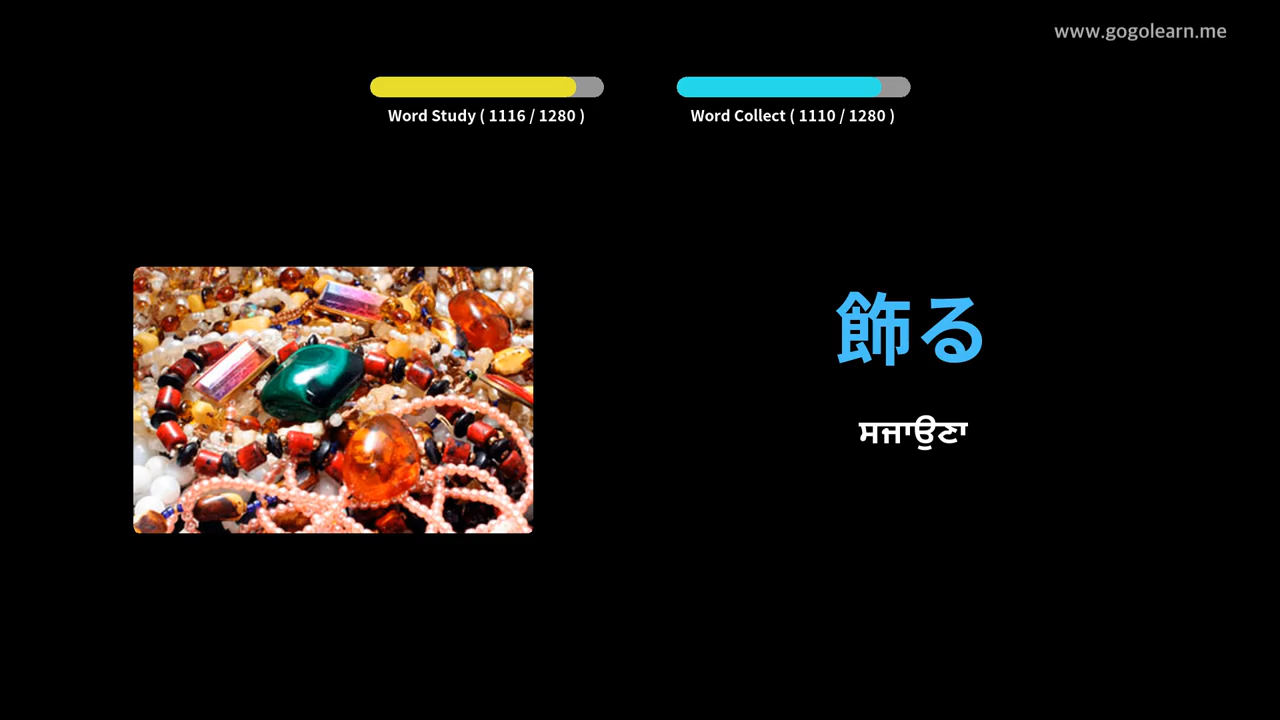 www.gogolearn.me
Word Study ( 1116 / 1280 )
Word Collect ( 1110 / 1280 )
飾る
ਸਜਾਉਣਾ